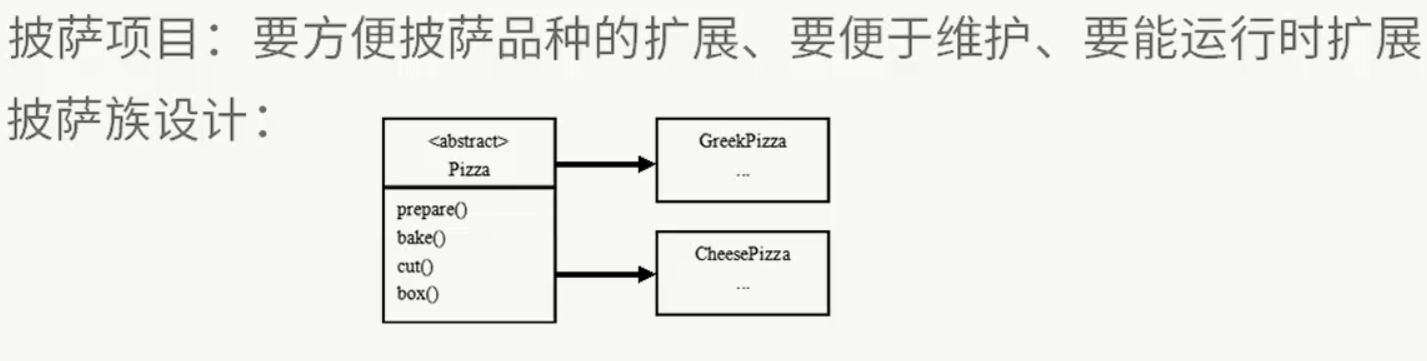 披萨项目：要方便披萨品种的扩展、要便于维护、要能运行时扩展
披萨族设计：
<abstract>
Pizza
prepare()
bake()
cut()
box()
GreekPizza
...
CheesePizza
...